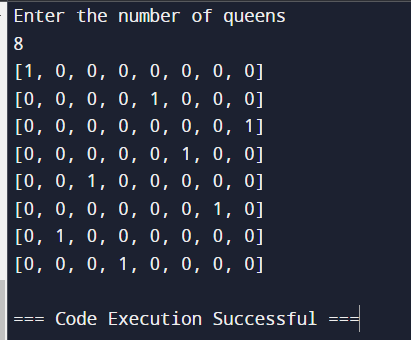 Enter the number of queens
8
[1, 0, 0, 0, 0, 0, 0, 0]
[0, 0, 0, 0, 1, 0, 0, 0]
[0, 0, 0, 0, 0, 0, 0, 1]
[0, 0, 0, 0, 0, 1, 0, 0]
[0, 0, 1, 0, 0, 0, 0, 0]
[0, 0, 0, 0, 0, 0, 1, 0]
[0, 1, 0, 0, 0, 0, 0, 0]
[0, 0, 0, 1, 0, 0, 0, 0]
=== Code Execution Successful ===